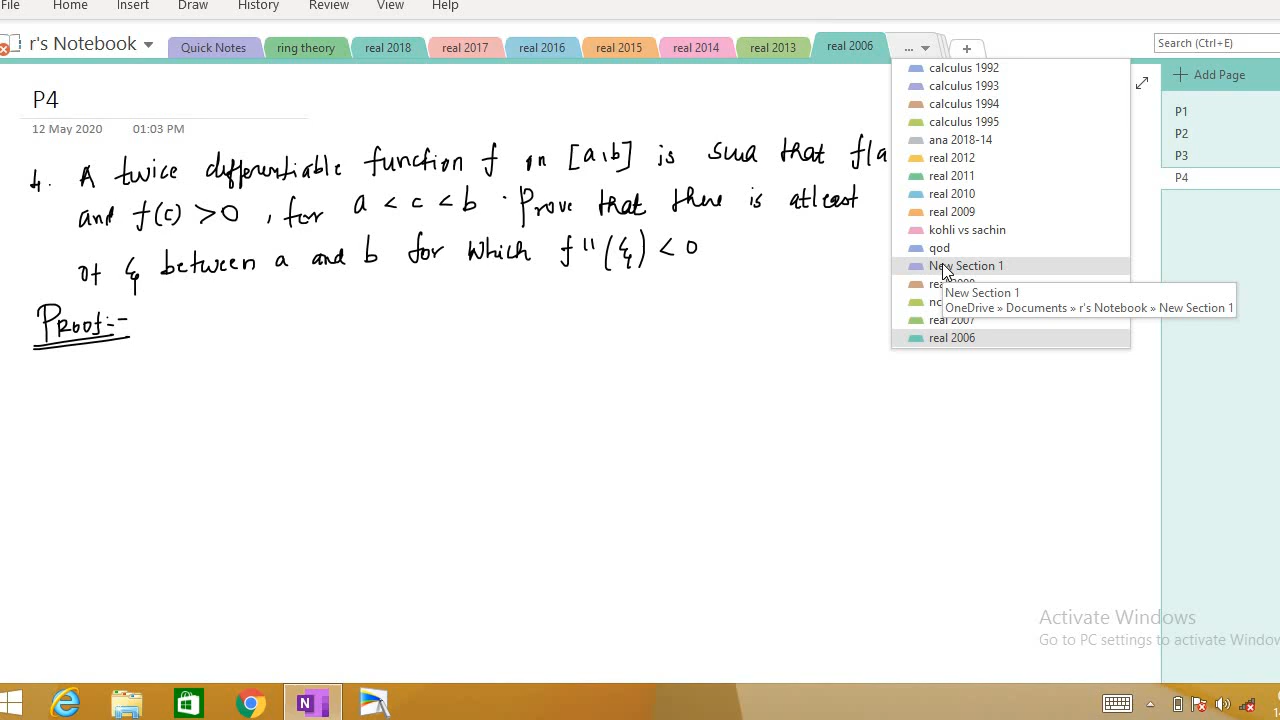 File Home Insert Draw History Review View Help
r's Notebook Quick Notes ring theory real 2018 real 2017 real 2016 real 2015 real 2014 real 2013 real 2006 ... + Search (Ctrl+E)
calculus 1992
Add Page
calculus 1993
P4
calculus 1994
P1
calculus 1995
12 May 2020 01:03 PM
P2
ana 2018-14
real 2012
P3
real 2011
P4
real 2010
real 2009
kohli vs sachin
qod
New Section 1
New Section 1
OneDrive » Documents » r's Notebook » New Section 1
real 2007
real 2006
4. A twice differentiable function f on [a,b] is such that f(a
and f(c) >0, for a < c < b . Prove that there is atleast
of ξ between a and b for which f"(ξ) < 0
Proof:-
Activate Windows
Go to PC settings to activate Window